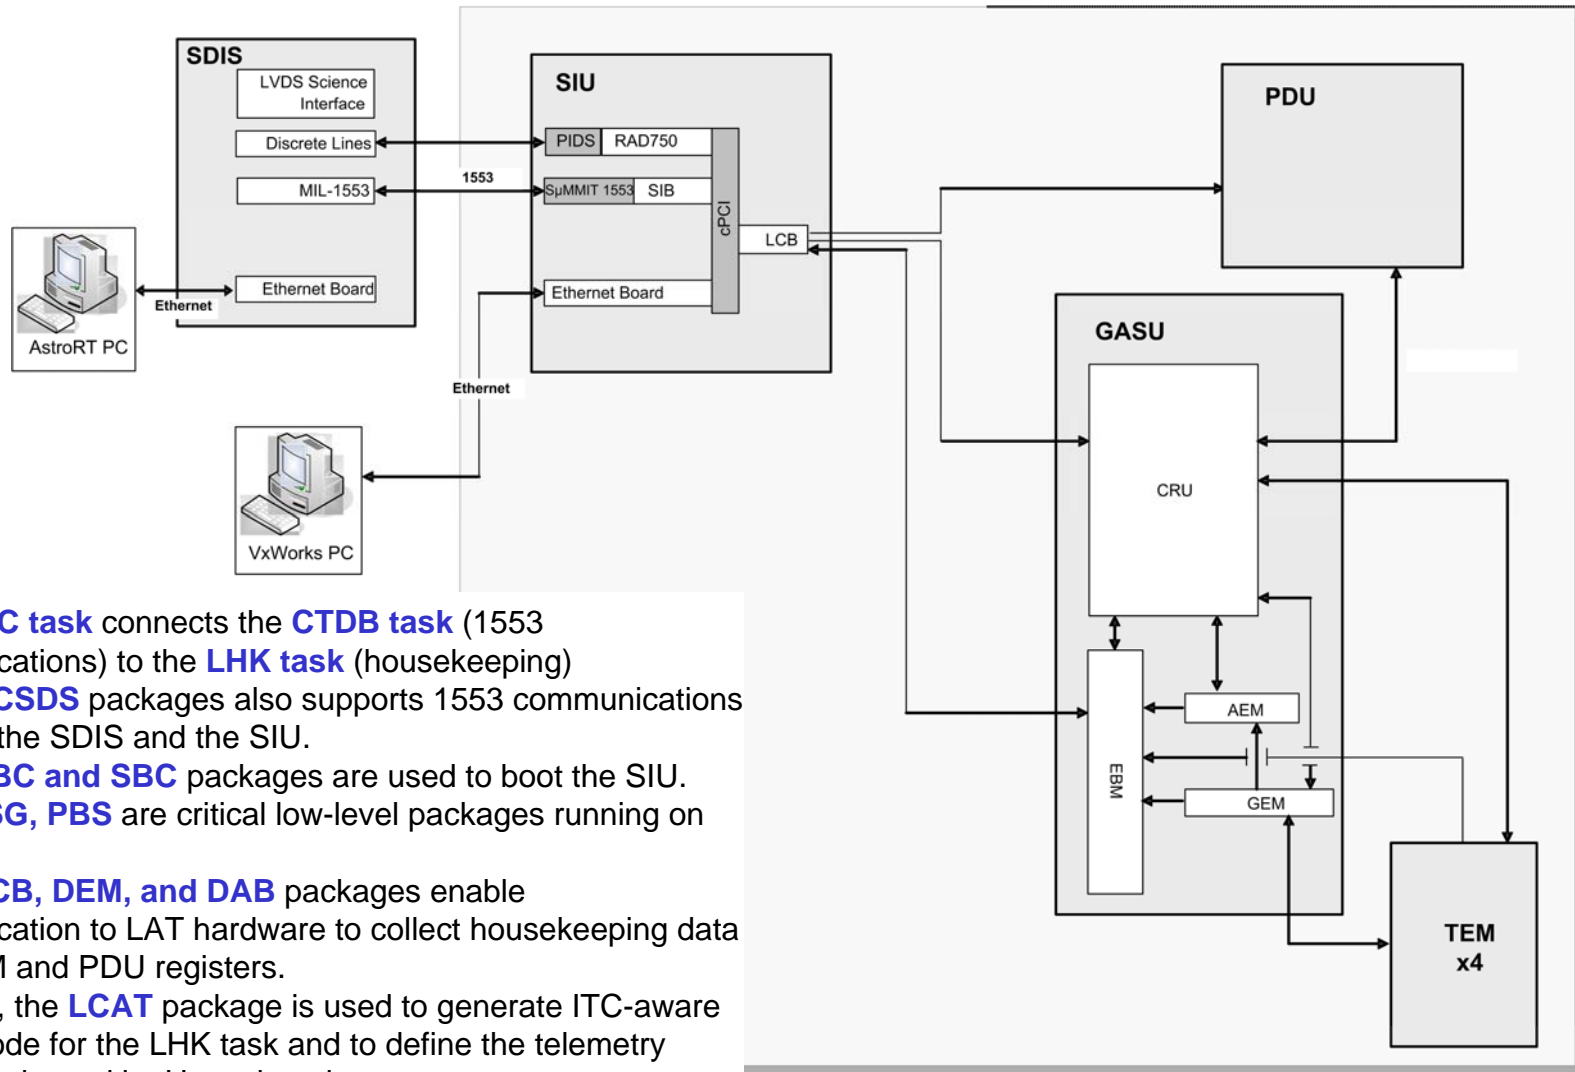 SDIS
LVDS Science
Interface
Discrete Lines
MIL-1553
Ethernet Board
1553
Ethernet
AstroRT PC
SIU
PIDS RAD750
SµMMIT 1553 SIB
cPCI
LCB
Ethernet Board
Ethernet
VxWorks PC
PDU
GASU
CRU
AEM
EBM
GEM
TEM
x4
C task connects the CTDB task (1553
cations) to the LHK task (housekeeping)
CSDS packages also supports 1553 communications
the SDIS and the SIU.
BC and SBC packages are used to boot the SIU.
SG, PBS are critical low-level packages running on
CB, DEM, and DAB packages enable
cation to LAT hardware to collect housekeeping data
M and PDU registers.
, the LCAT package is used to generate ITC-aware
ode for the LHK task and to define the telemetry